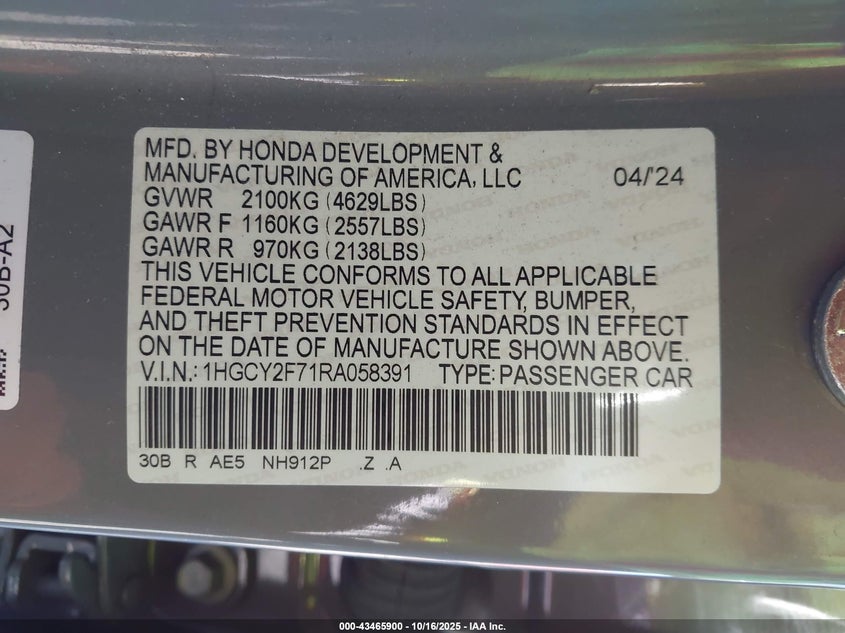 MFD. BY HONDA DEVELOPMENT &
MANUFACTURING OF AMERICA, LLC 04/'24
GVWR 2100KG (4629LBS)
GAWR F 1160KG (2557LBS)
GAWR R 970KG (2138LBS)
THIS VEHICLE CONFORMS TO ALL APPLICABLE
FEDERAL MOTOR VEHICLE SAFETY, BUMPER,
AND THEFT PREVENTION STANDARDS IN EFFECT
ON THE DATE OF MANUFACTURE SHOWN ABOVE.
V.I.N.: 1HGCY2F71RA058391 TYPE: PASSENGER CAR
30B R AE5 NH912P .Z .A
30B-A2
000-43465900 - 10/16/2025 - IAA Inc.